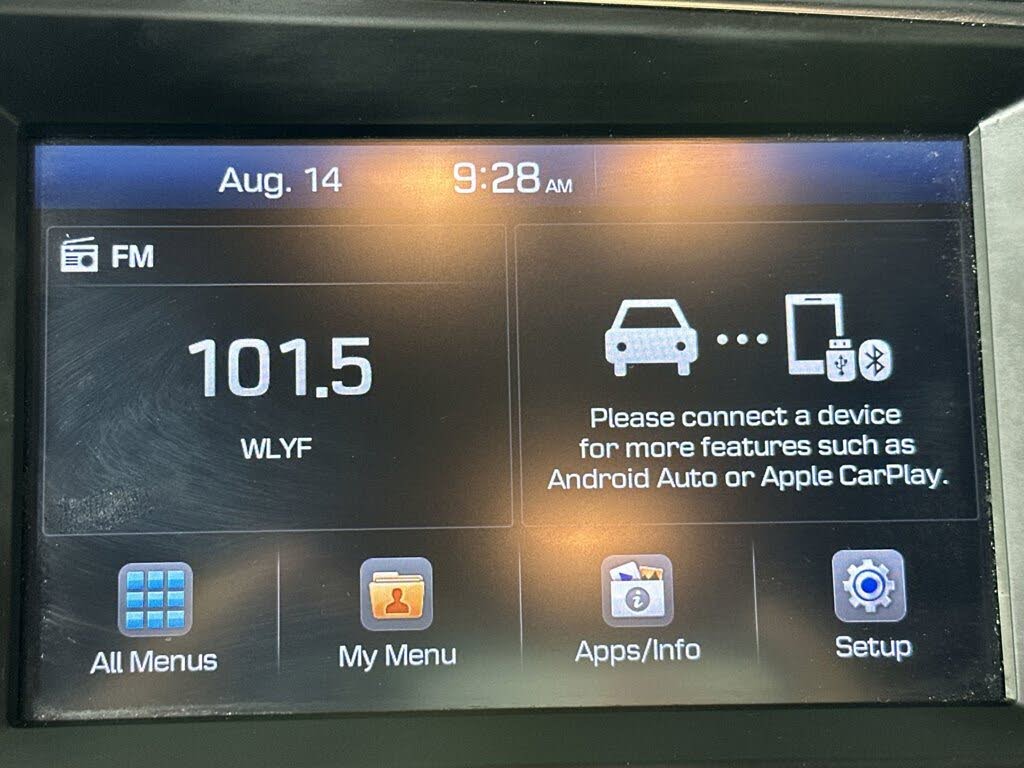 Aug. 14
9:28 AM
FM
101.5
WLYF
Please connect a device
for more features such as
Android Auto or Apple CarPlay.
All Menus
My Menu
Apps/Info
Setup